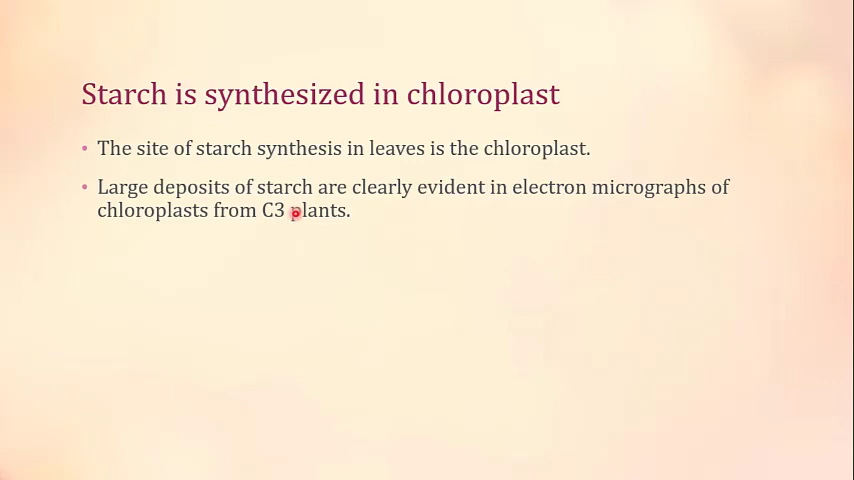 Starch is synthesized in chloroplast
• The site of starch synthesis in leaves is the chloroplast.
• Large deposits of starch are clearly evident in electron micrographs of
chloroplasts from C3 plants.